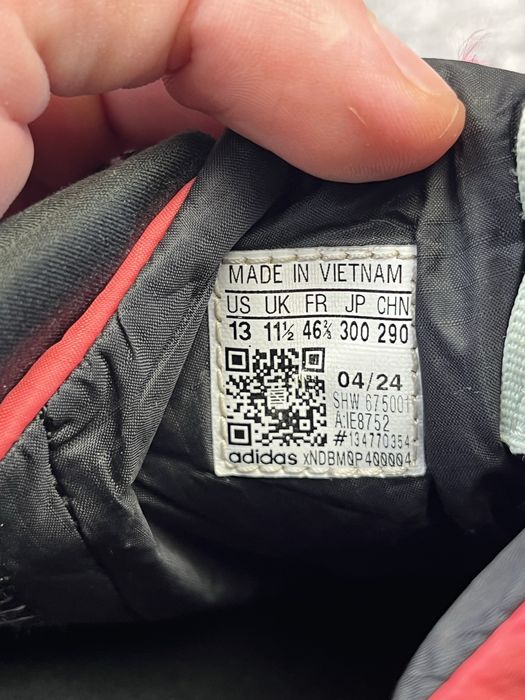 MADE IN VIETNAM
US UK FR JP CHN
13 11½ 46⅔ 300 290
04/24
SHW 675001
A:IE8752
#134770354
adidas xNDBM0P400004